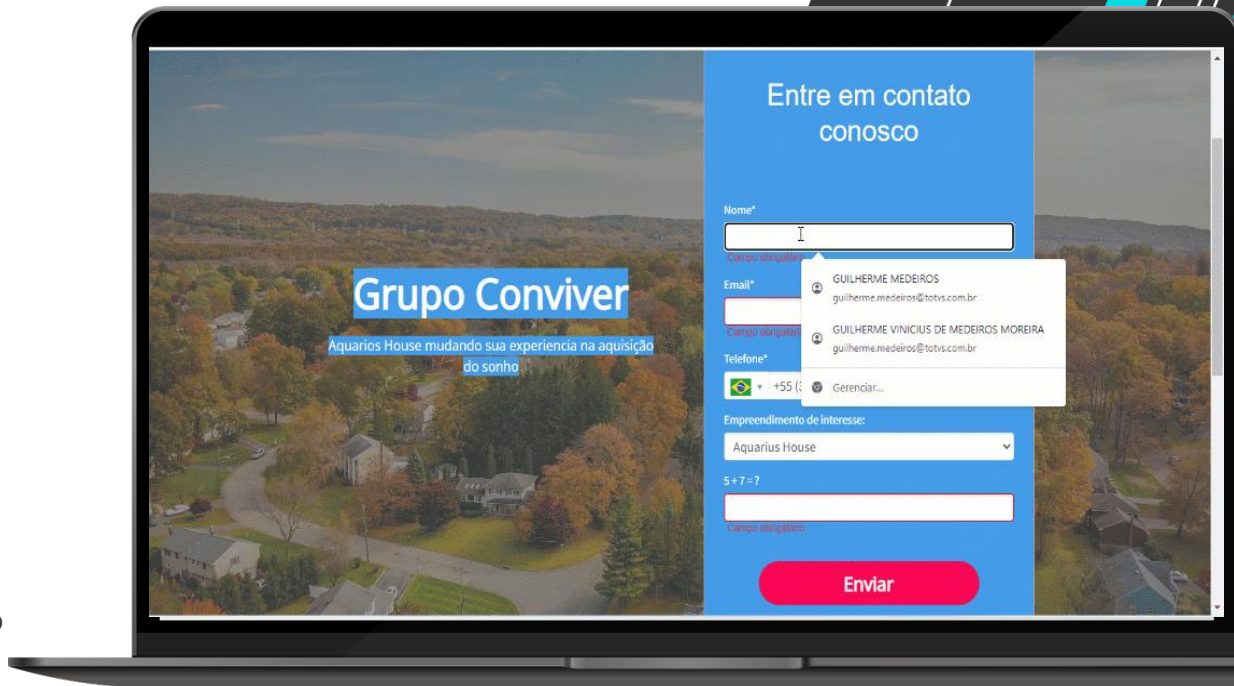 Grupo Conviver
Aquarios House mudando sua experiencia na aquisição
do sonho
Entre em contato
conosco
Nome*
Campo obrigatório
GUILHERME MEDEIROS
guilherme.medeiros@totvs.com.br
GUILHERME VINICIUS DE MEDEIROS MOREIRA
guilherme.medeiros@totvs.com.br
Gerenciar...
Email*
Campo obrigatóri
Telefone*
+55 (
Empreendimento de interesse:
Aquarius House
5 + 7 = ?
Campo obrigatório
Enviar